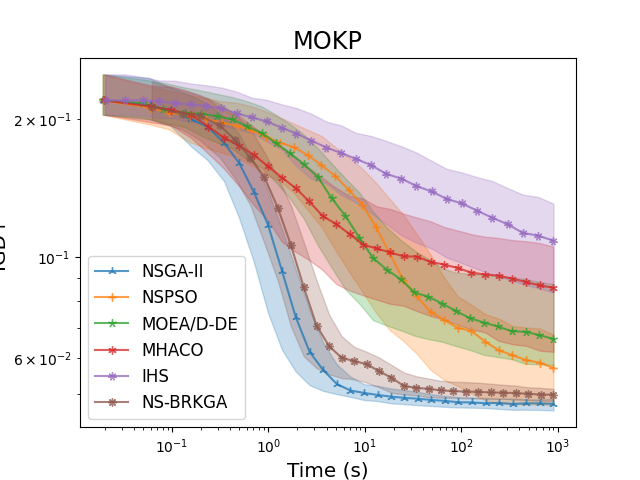 MOKP
2 × 10⁻¹
10⁻¹
6 × 10⁻²
NSGA-II
NSPSO
MOEA/D-DE
MHACO
IHS
NS-BRKGA
10⁻¹ 10⁰ 10¹ 10² 10³
Time (s)